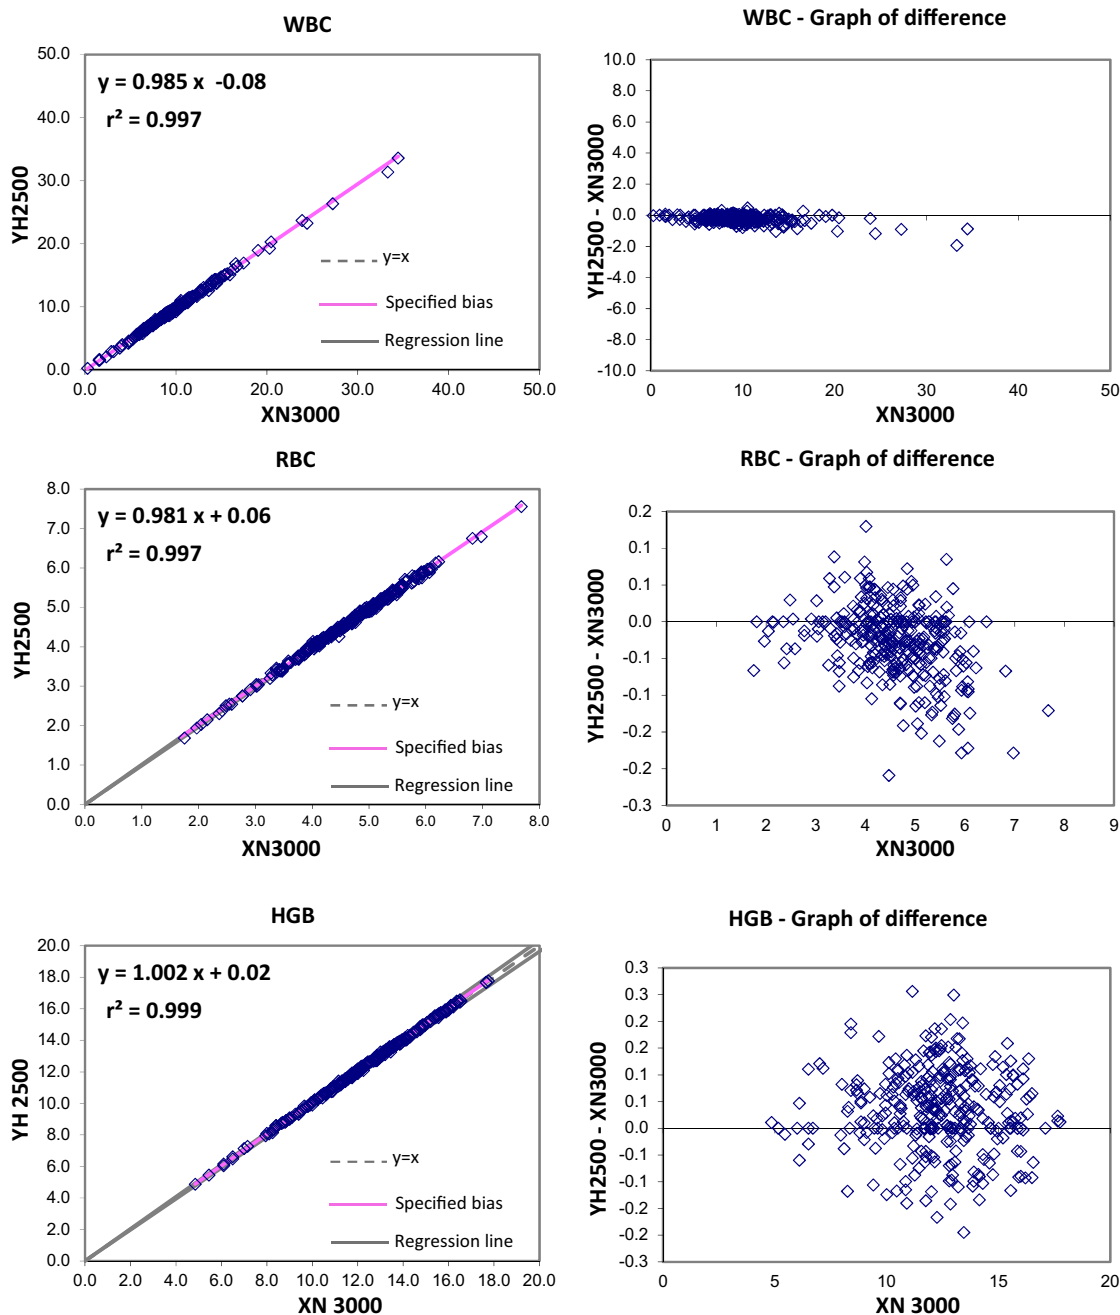 WBC
50.0
40.0
30.0
20.0
10.0
0.0
YH2500
y = 0.985 x -0.08
r² = 0.997
y=x
Specified bias
Regression line
0.0 10.0 20.0 30.0 40.0 50.0
XN3000
WBC - Graph of difference
10.0
8.0
6.0
4.0
2.0
0.0
-2.0
-4.0
-6.0
-8.0
-10.0
YH2500 - XN3000
0 10 20 30 40 50
XN3000
RBC
8.0
7.0
6.0
5.0
4.0
3.0
2.0
1.0
0.0
YH2500
y = 0.981 x + 0.06
r² = 0.997
y=x
Specified bias
Regression line
0.0 1.0 2.0 3.0 4.0 5.0 6.0 7.0 8.0
XN3000
RBC - Graph of difference
0.2
0.1
0.1
0.0
-0.1
-0.1
-0.2
-0.2
-0.3
YH2500 - XN3000
0 1 2 3 4 5 6 7 8 9
XN3000
HGB
20.0
18.0
16.0
14.0
12.0
10.0
8.0
6.0
4.0
2.0
0.0
YH 2500
y = 1.002 x + 0.02
r² = 0.999
y=x
Specified bias
Regression line
0.0 2.0 4.0 6.0 8.0 10.0 12.0 14.0 16.0 18.0 20.0
XN 3000
HGB - Graph of difference
0.3
0.3
0.2
0.2
0.1
0.1
0.0
-0.1
-0.1
-0.2
-0.2
-0.3
YH2500 - XN3000
0 5 10 15 20
XN 3000